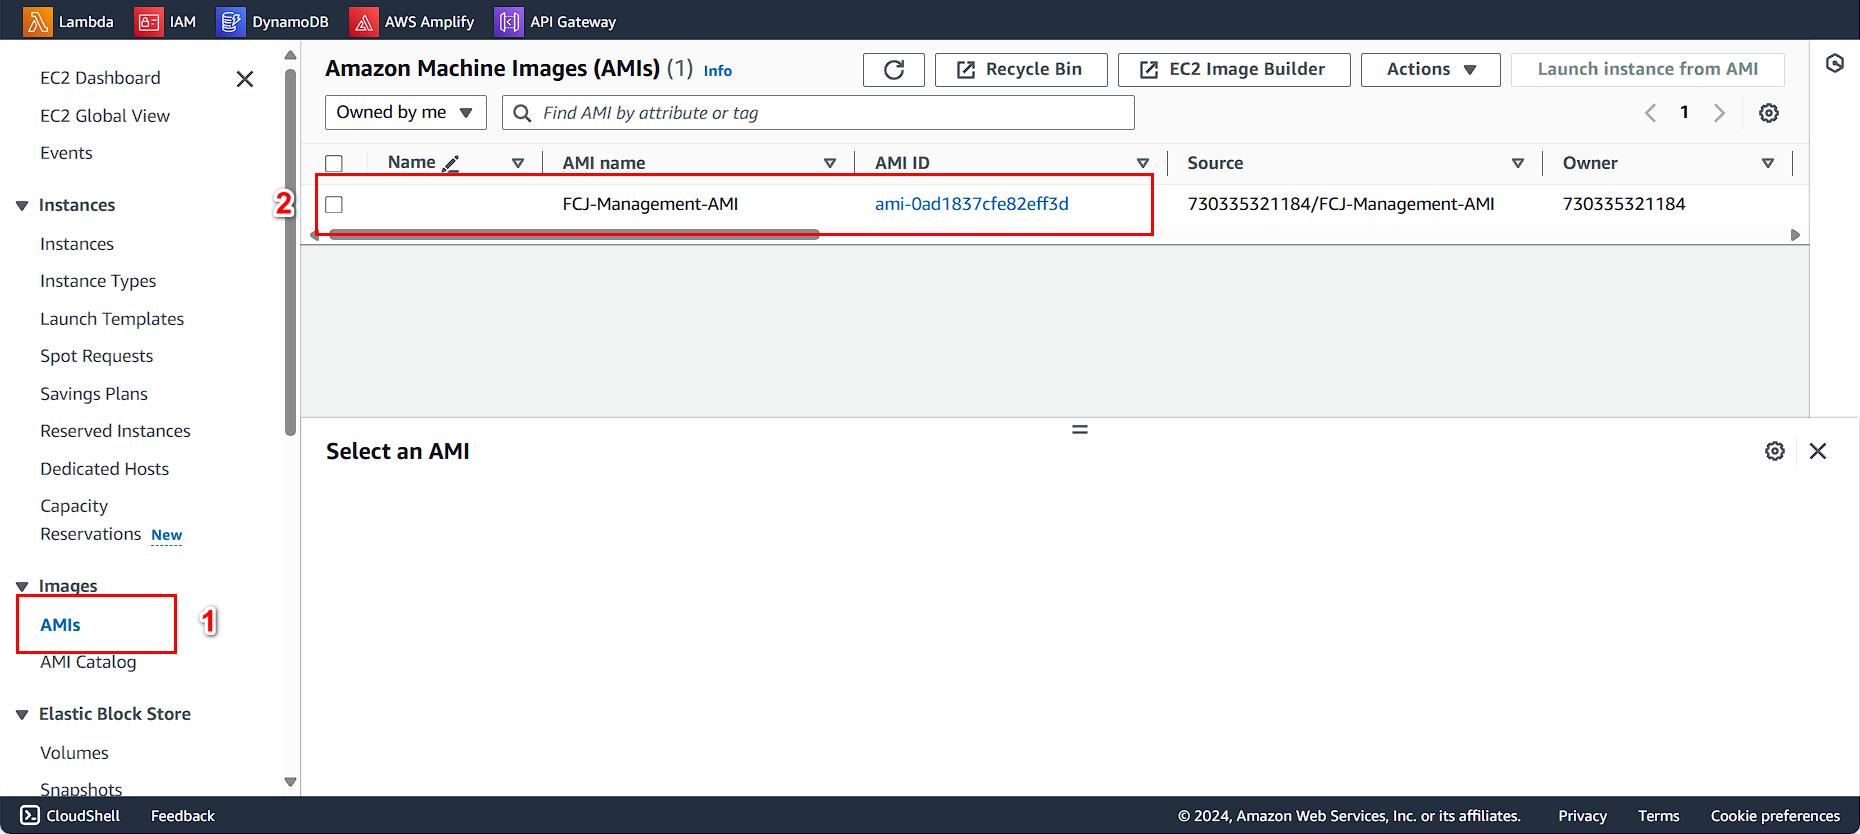 Lambda IAM DynamoDB AWS Amplify API Gateway
EC2 Dashboard
EC2 Global View
Events
Instances
Instances
Instance Types
Launch Templates
Spot Requests
Savings Plans
Reserved Instances
Dedicated Hosts
Capacity
Reservations New
Images
AMIs
1
AMI Catalog
Elastic Block Store
Volumes
Snapshots
Amazon Machine Images (AMIs) (1) Info
Recycle Bin
EC2 Image Builder
Actions
Launch instance from AMI
Owned by me
Find AMI by attribute or tag
1
Name AMI name AMI ID Source Owner
2
FCJ-Management-AMI ami-0ad1837cfe82eff3d 730335321184/FCJ-Management-AMI 730335321184
Select an AMI
CloudShell Feedback © 2024, Amazon Web Services, Inc. or its affiliates. Privacy Terms Cookie preferences